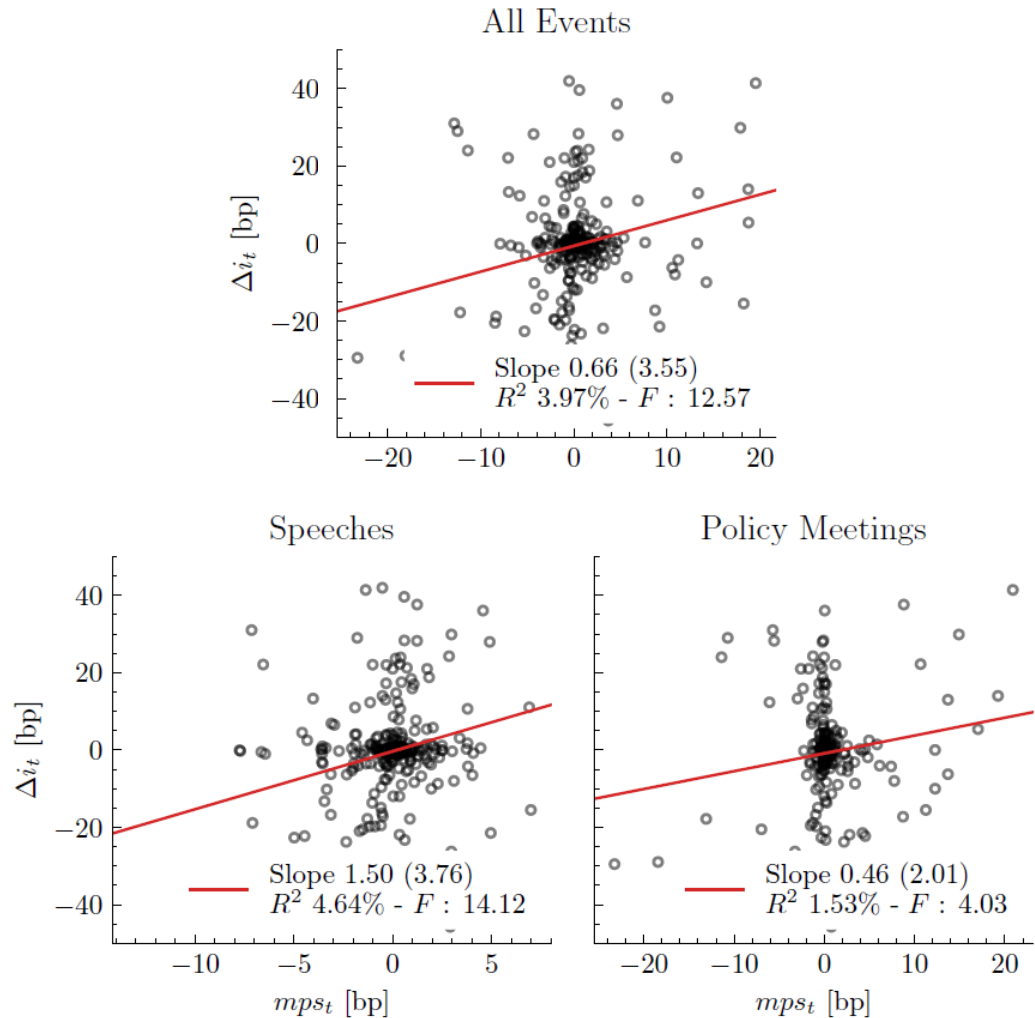 All Events
Δi_t [bp]
40
20
0
−20
−40
Slope 0.66 (3.55)
R² 3.97% - F : 12.57
−20 −10 0 10 20
Speeches
Δi_t [bp]
40
20
0
−20
−40
Slope 1.50 (3.76)
R² 4.64% - F : 14.12
−10 −5 0 5
mps_t [bp]
Policy Meetings
Slope 0.46 (2.01)
R² 1.53% - F : 4.03
−20 −10 0 10 20
mps_t [bp]